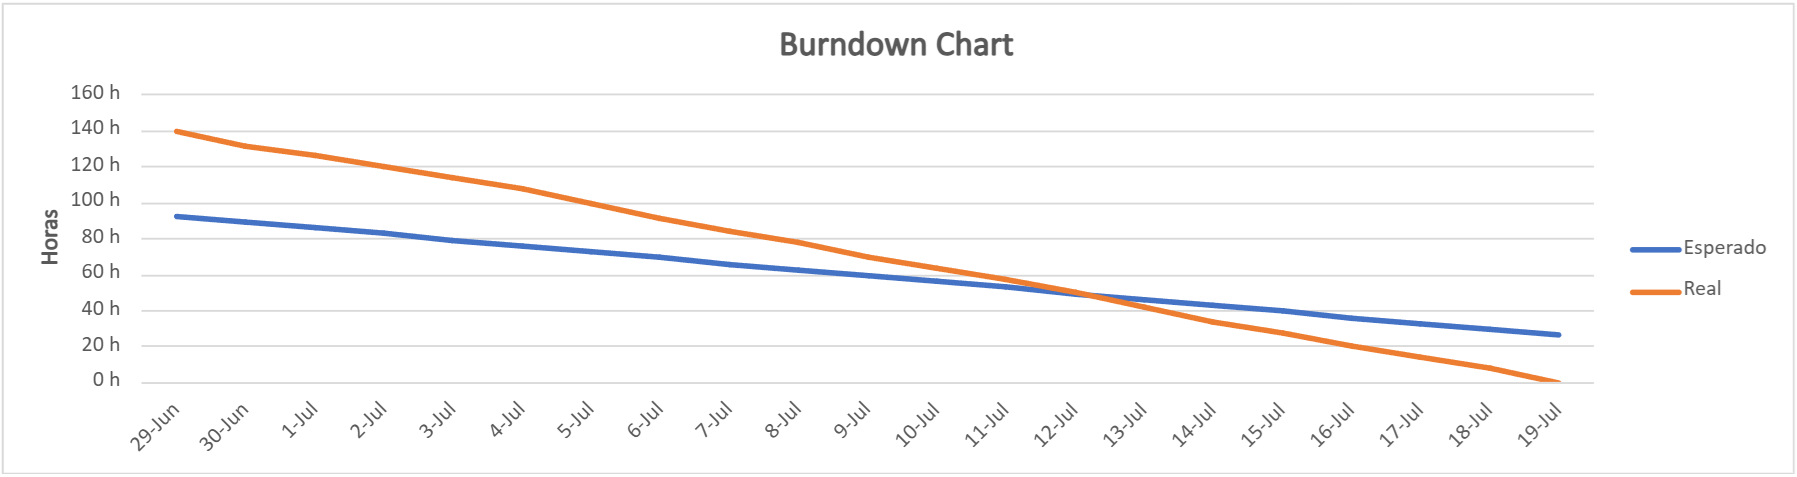 Burndown Chart
160 h
140 h
120 h
100 h
80 h
60 h
40 h
20 h
0 h
Horas
29-Jun
30-Jun
1-Jul
2-Jul
3-Jul
4-Jul
5-Jul
6-Jul
7-Jul
8-Jul
9-Jul
10-Jul
11-Jul
12-Jul
13-Jul
14-Jul
15-Jul
16-Jul
17-Jul
18-Jul
19-Jul
Esperado
Real